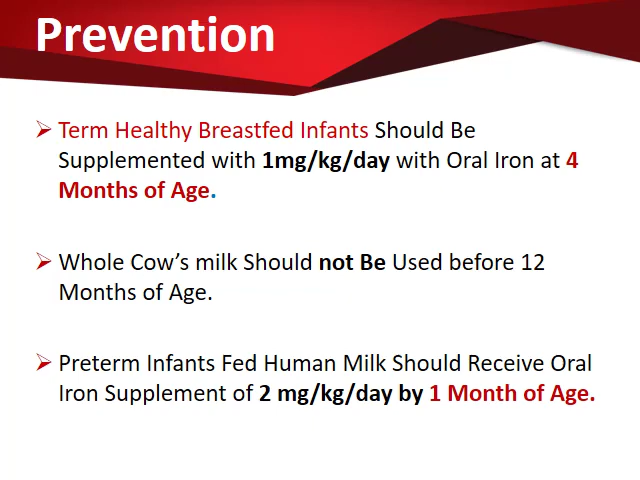 Prevention
Term Healthy Breastfed Infants Should Be
Supplemented with 1mg/kg/day with Oral Iron at 4
Months of Age.
Whole Cow’s milk Should not Be Used before 12
Months of Age.
Preterm Infants Fed Human Milk Should Receive Oral
Iron Supplement of 2 mg/kg/day by 1 Month of Age.